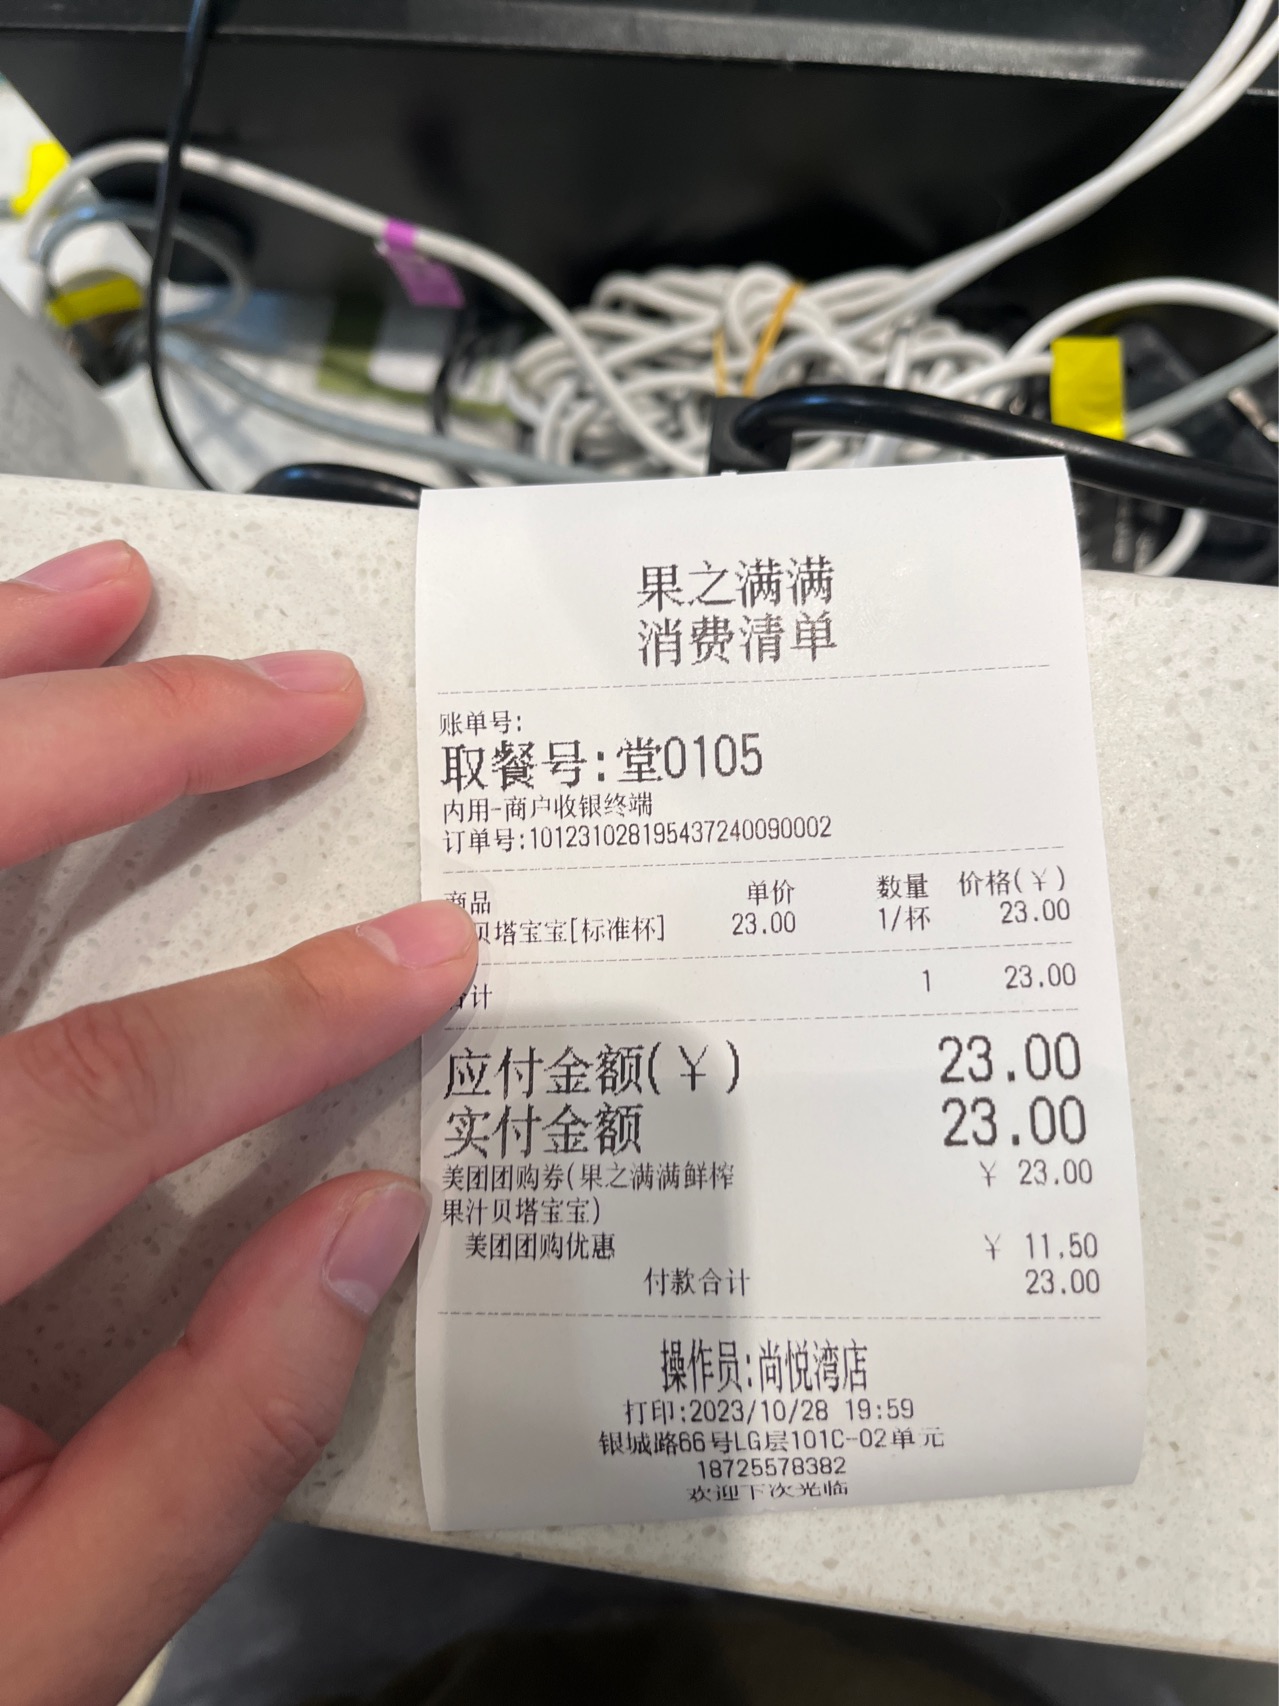 果之满满
消费清单
账单号:
取餐号:堂0105
内用-商户收银终端
订单号:101231028195437240090002
商品 单价 数量 价格(￥)
贝塔宝宝[标准杯] 23.00 1/杯 23.00
合计 1 23.00
应付金额(￥) 23.00
实付金额 23.00
美团团购券(果之满满鲜榨 ￥ 23.00
果汁贝塔宝宝)
美团团购优惠 ￥ 11.50
付款合计 23.00
操作员:尚悦湾店
打印:2023/10/28 19:59
银城路66号LG层101C-02单元
18725578382
欢迎下次光临